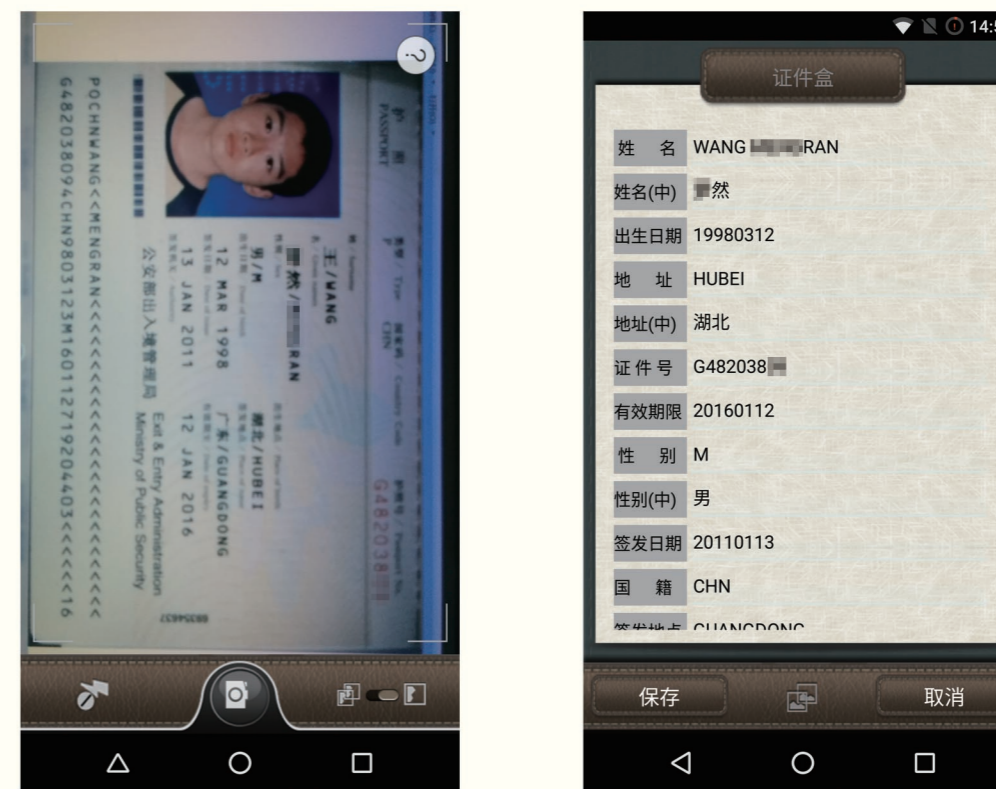 护 照
PASSPORT
类型 / Type 国家码 / Country Code 护照号 / Passport No.
P CHN G482038
姓 / Surname
王/WANG
名 / Given names
然/ RAN
性别 / Sex 出生地点 / Place of birth
男/M 湖北/HUBEI
出生日期 / Date of birth 签发地点 / Place of issue
12 MAR 1998 广东/GUANGDONG
签发日期 / Date of issue 有效期至 / Date of expiry
13 JAN 2011 12 JAN 2016
签发机关 / Authority
公安部出入境管理局 Exit & Entry Administration
Ministry of Public Security
POCHNWANG<<MENGRAN<<<<<<<<<<<<<<<<<<<<<<<<<<
G482038094CHN9803123M160112719204403<<<<<<16
?
14:5
证件盒
姓 名 WANG RAN
姓名(中) 然
出生日期 19980312
地 址 HUBEI
地址(中) 湖北
证 件 号 G482038
有效期限 20160112
性 别 M
性别(中) 男
签发日期 20110113
国 籍 CHN
签发地点 GUANGDONG
保存 取消